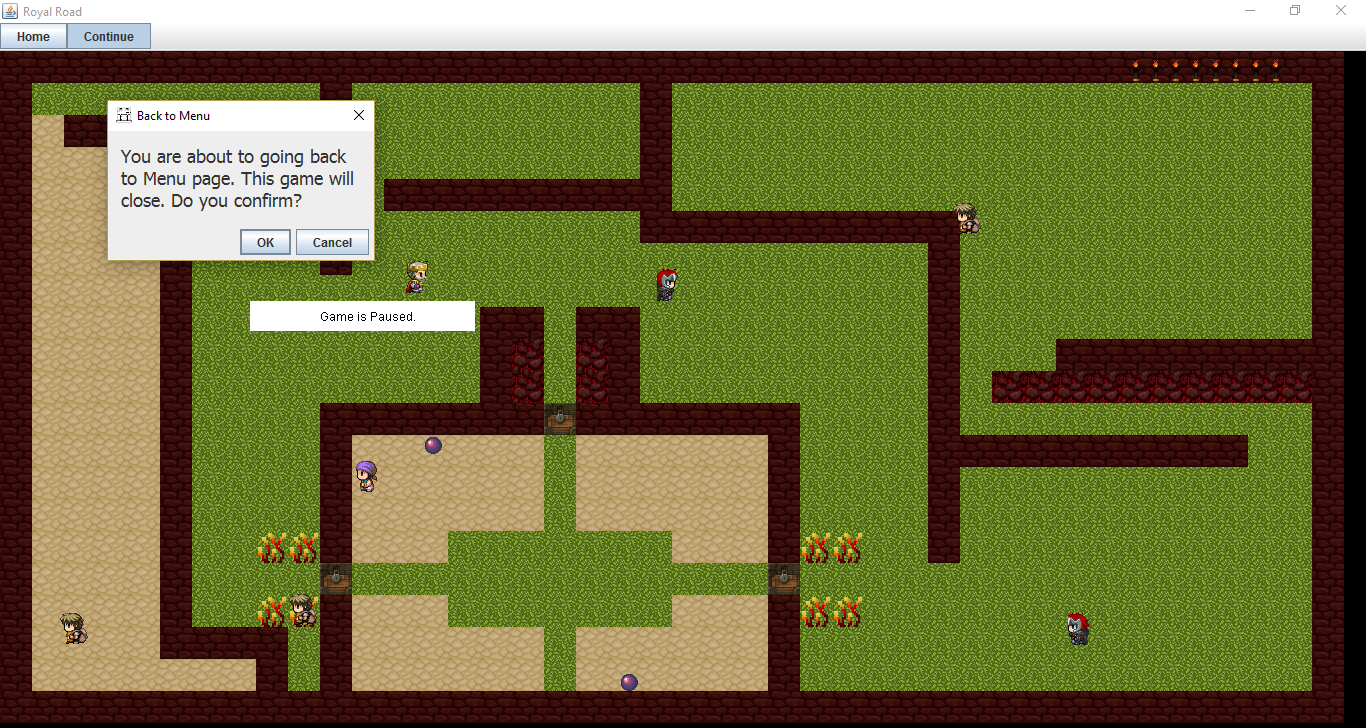 Royal Road
Home Continue
Back to Menu
You are about to going back
to Menu page. This game will
close. Do you confirm?
OK Cancel
Game is Paused.